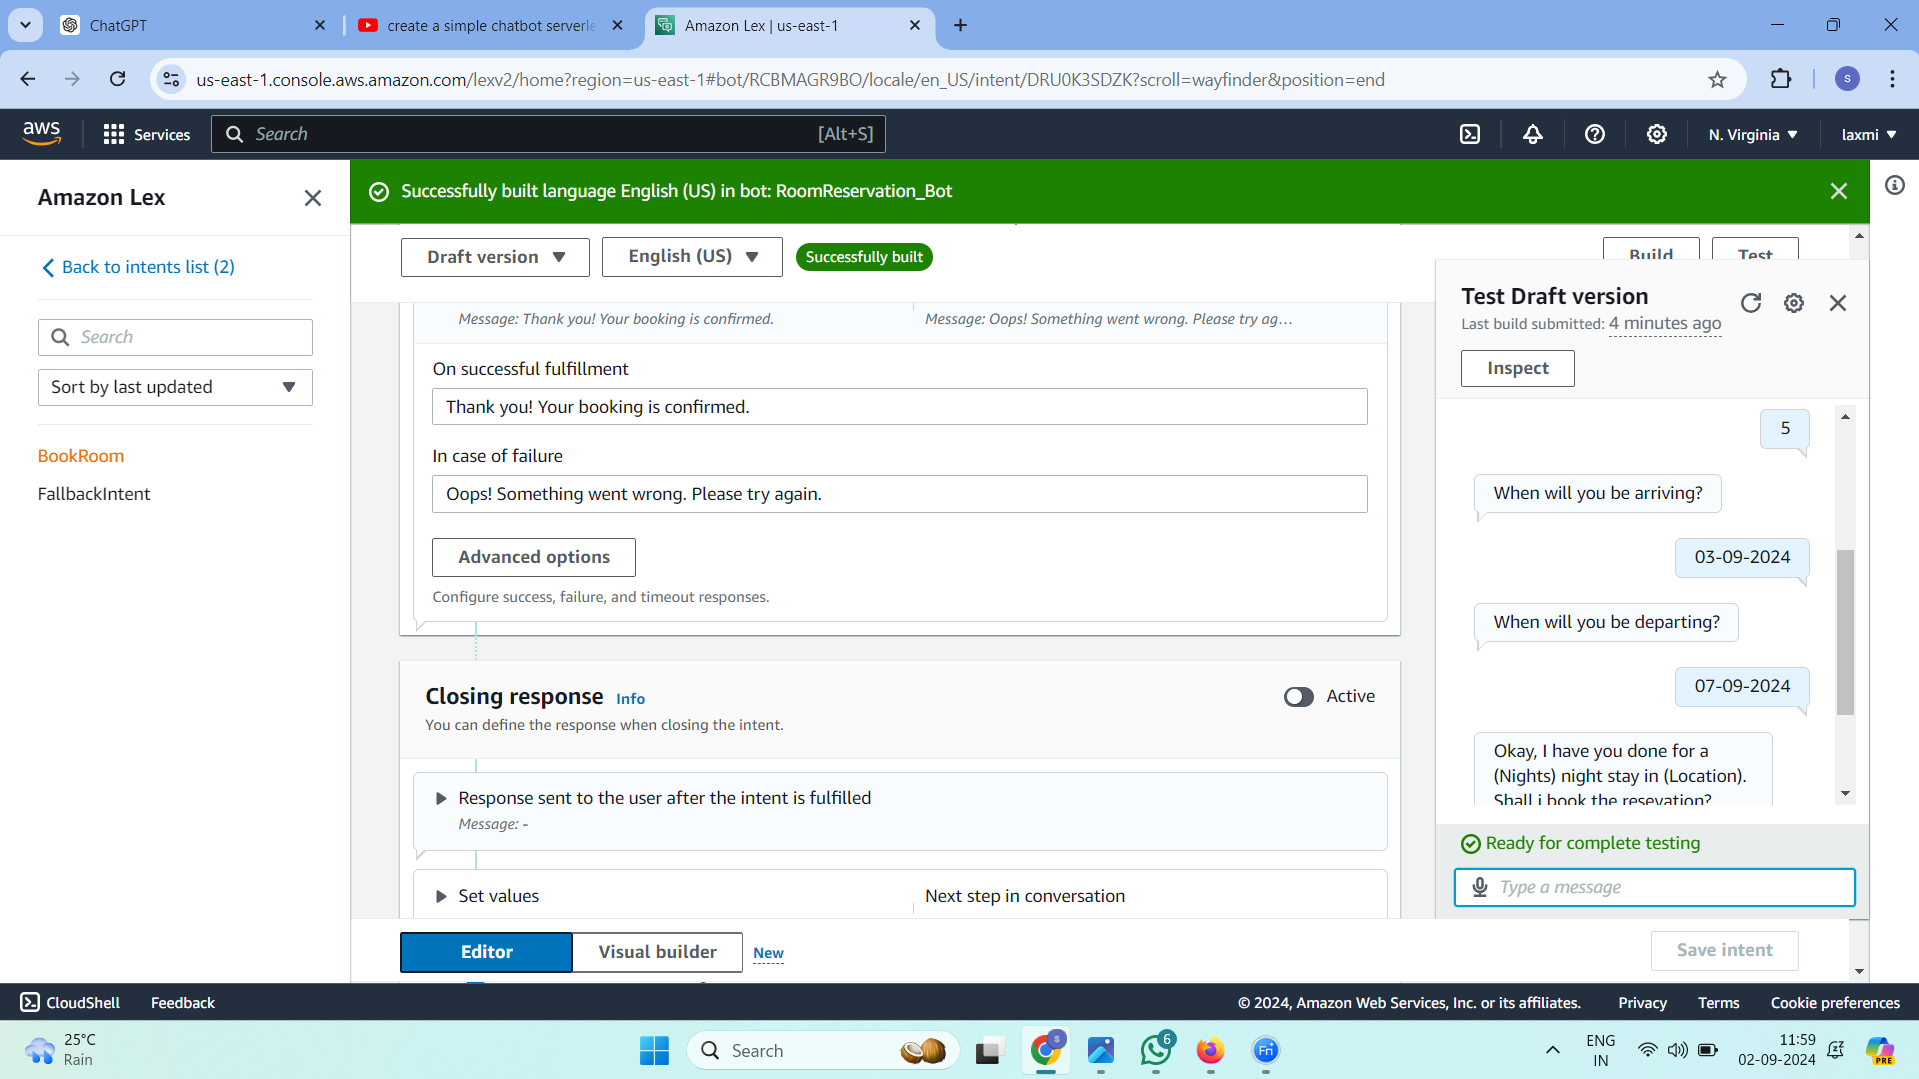 ChatGPT
create a simple chatbot serverle
Amazon Lex | us-east-1
us-east-1.console.aws.amazon.com/lexv2/home?region=us-east-1#bot/RCBMAGR9BO/locale/en_US/intent/DRU0K3SDZK?scroll=wayfinder&position=end
S
aws
Services
Search
[Alt+S]
N. Virginia
laxmi
Amazon Lex
Successfully built language English (US) in bot: RoomReservation_Bot
Back to intents list (2)
Search
Sort by last updated
BookRoom
FallbackIntent
Draft version
English (US)
Successfully built
Build
Test
Message: Thank you! Your booking is confirmed.
Message: Oops! Something went wrong. Please try ag...
On successful fulfillment
Thank you! Your booking is confirmed.
In case of failure
Oops! Something went wrong. Please try again.
Advanced options
Configure success, failure, and timeout responses.
Closing response Info
Active
You can define the response when closing the intent.
Response sent to the user after the intent is fulfilled
Message: -
Set values
Next step in conversation
Editor
Visual builder
New
Save intent
Test Draft version
Last build submitted: 4 minutes ago
Inspect
5
When will you be arriving?
03-09-2024
When will you be departing?
07-09-2024
Okay, I have you done for a
(Nights) night stay in (Location).
Shall i book the resevation?
Ready for complete testing
Type a message
CloudShell
Feedback
© 2024, Amazon Web Services, Inc. or its affiliates.
Privacy
Terms
Cookie preferences
25°C
Rain
Search
S
6
Fn
ENG
IN
11:59
02-09-2024
PRE